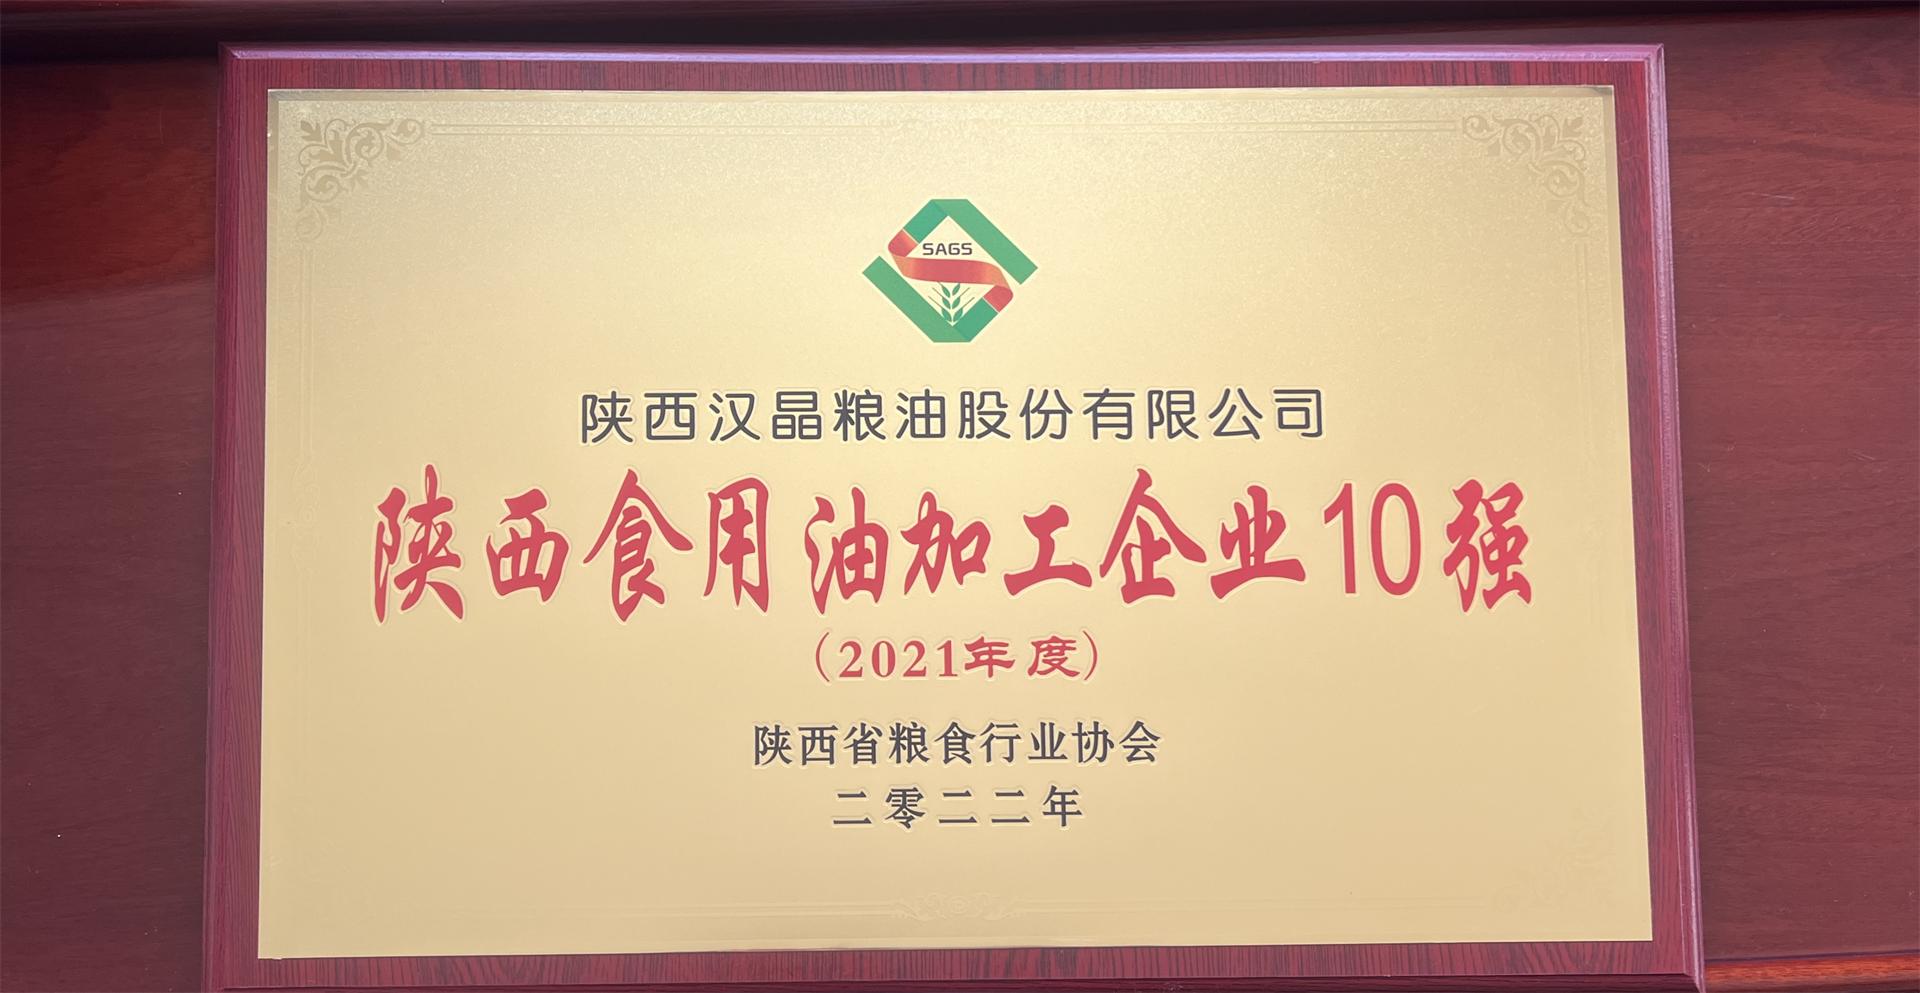 SAGS
陕西汉晶粮油股份有限公司
陕西食用油加工企业10强
（2021年度）
陕西省粮食行业协会
二零二二年